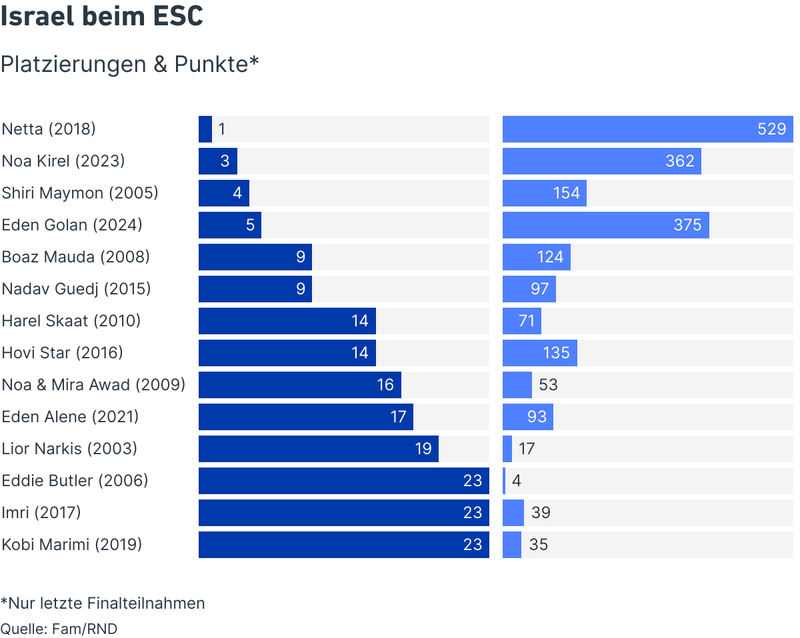 Israel beim ESC
Platzierungen & Punkte*
Netta (2018) 1 529
Noa Kirel (2023) 3 362
Shiri Maymon (2005) 4 154
Eden Golan (2024) 5 375
Boaz Mauda (2008) 9 124
Nadav Guedj (2015) 9 97
Harel Skaat (2010) 14 71
Hovi Star (2016) 14 135
Noa & Mira Awad (2009) 16 53
Eden Alene (2021) 17 93
Lior Narkis (2003) 19 17
Eddie Butler (2006) 23 4
Imri (2017) 23 39
Kobi Marimi (2019) 23 35
*Nur letzte Finalteilnahmen
Quelle: Fam/RND